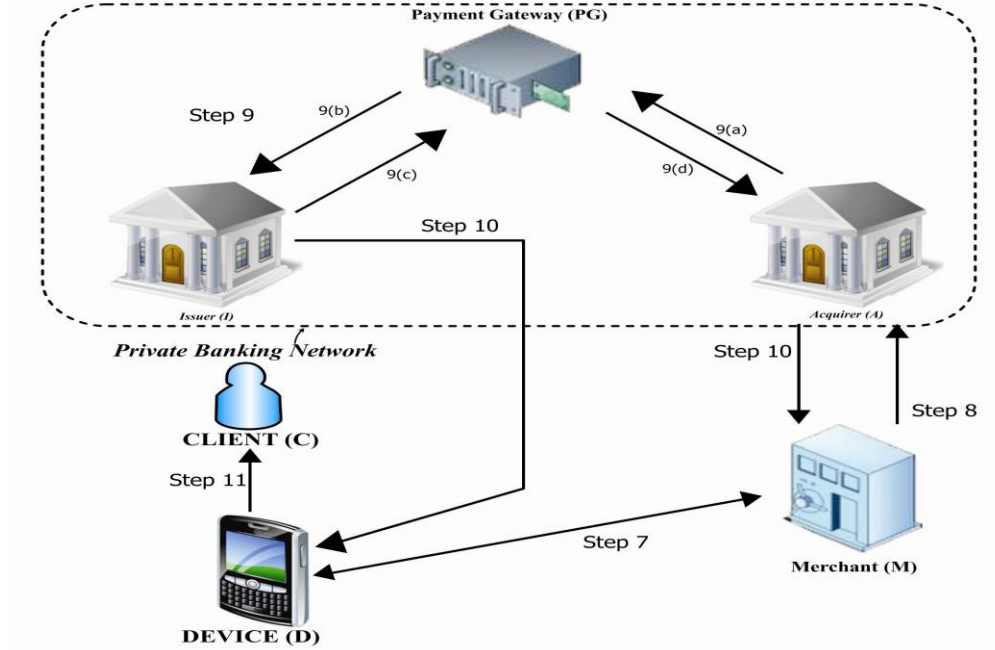 Payment Gateway (PG)
Step 9
9(b)
9(a)
9(c)
9(d)
Step 10
Issuer (I)
Acquirer (A)
Private Banking Network
Step 10
Step 8
CLIENT (C)
Step 11
Step 7
Merchant (M)
DEVICE (D)